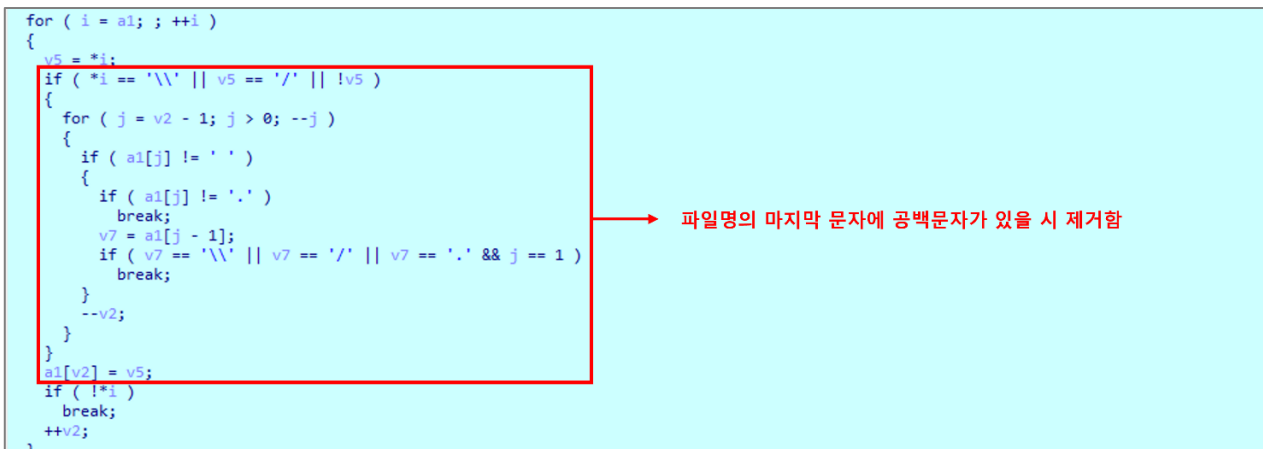 for ( i = a1; ; ++i )
{
v5 = *i;
if ( *i == '\\' || v5 == '/' || !v5 )
{
for ( j = v2 - 1; j > 0; --j )
{
if ( a1[j] != ' ' )
{
if ( a1[j] != '.' )
break;
v7 = a1[j - 1];
if ( v7 == '\\' || v7 == '/' || v7 == '.' && j == 1 )
break;
}
--v2;
}
}
a1[v2] = v5;
if ( !*i )
break;
++v2;
파일명의 마지막 문자에 공백문자가 있을 시 제거함